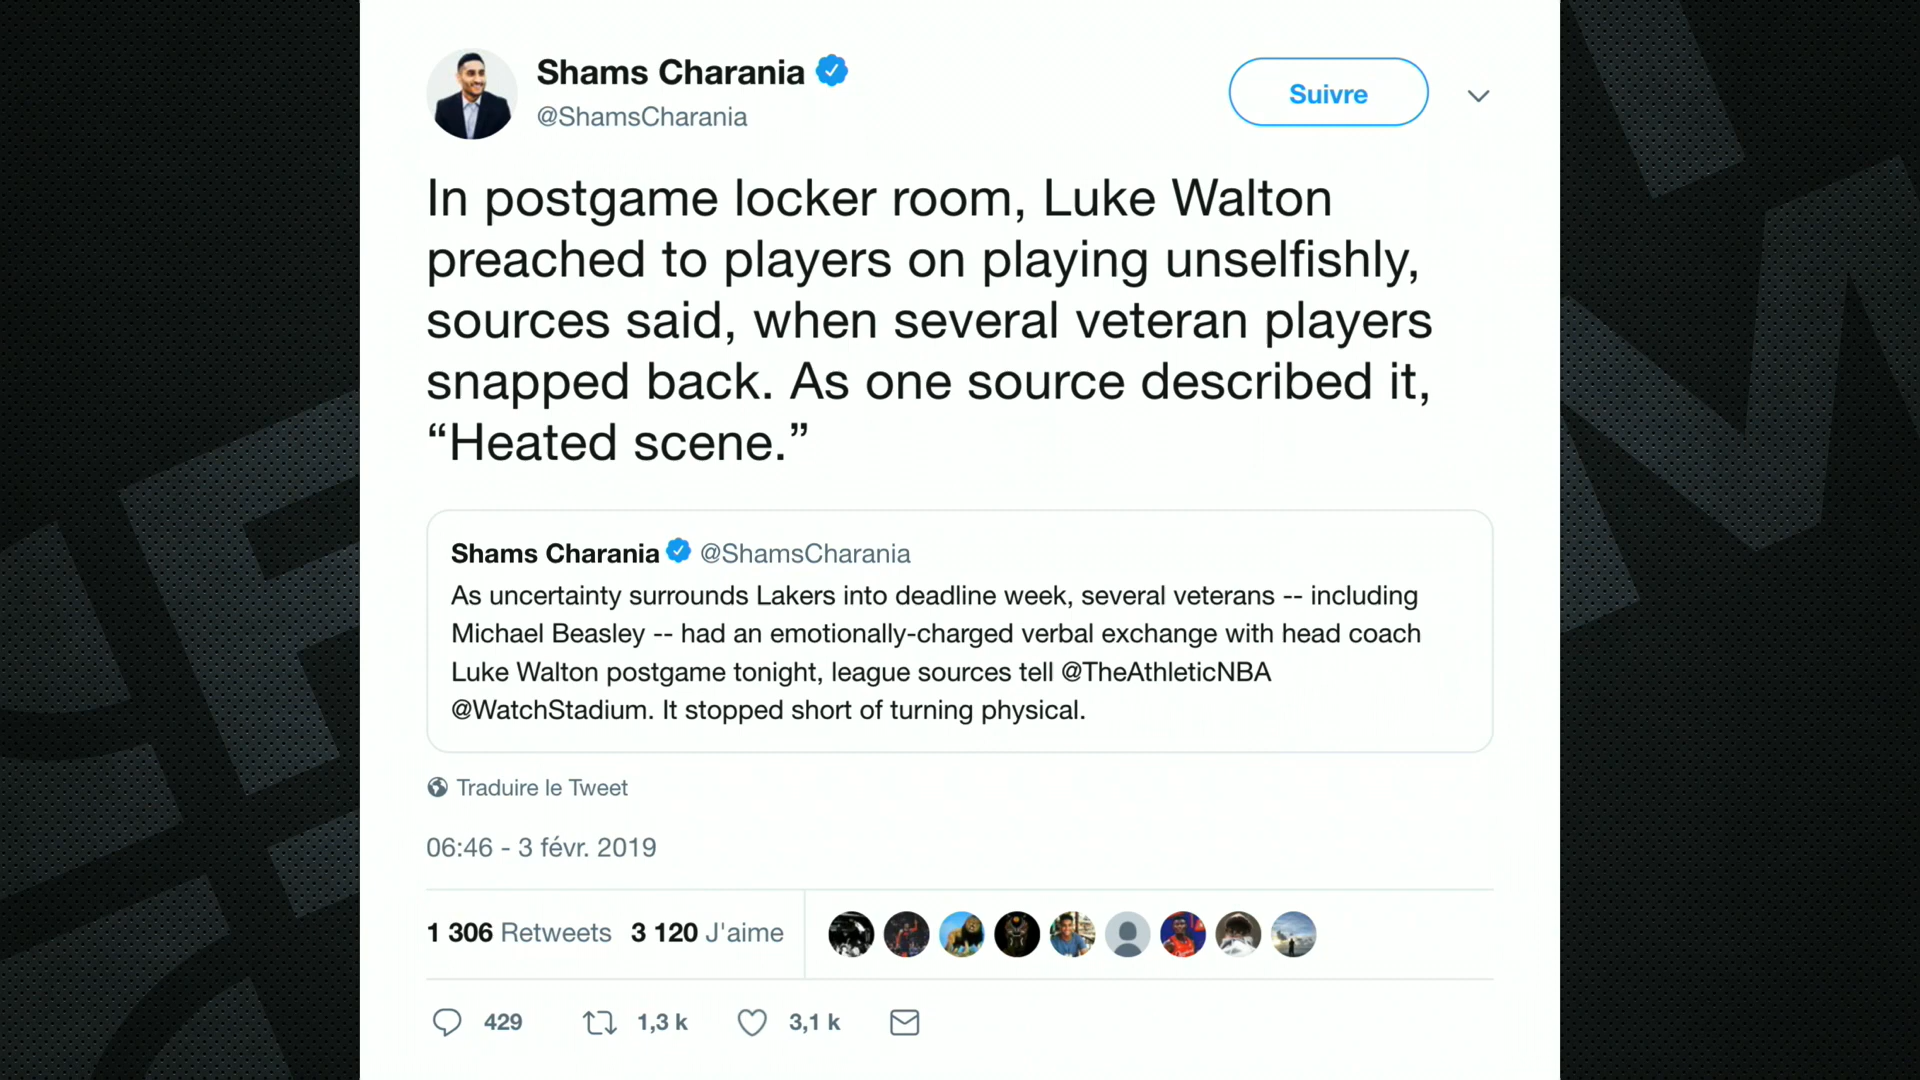 Shams Charania
@ShamsCharania
Suivre
In postgame locker room, Luke Walton
preached to players on playing unselfishly,
sources said, when several veteran players
snapped back. As one source described it,
“Heated scene.”
Shams Charania @ShamsCharania
As uncertainty surrounds Lakers into deadline week, several veterans -- including
Michael Beasley -- had an emotionally-charged verbal exchange with head coach
Luke Walton postgame tonight, league sources tell @TheAthleticNBA
@WatchStadium. It stopped short of turning physical.
Traduire le Tweet
06:46 - 3 févr. 2019
1 306 Retweets 3 120 J'aime
429 1,3 k 3,1 k